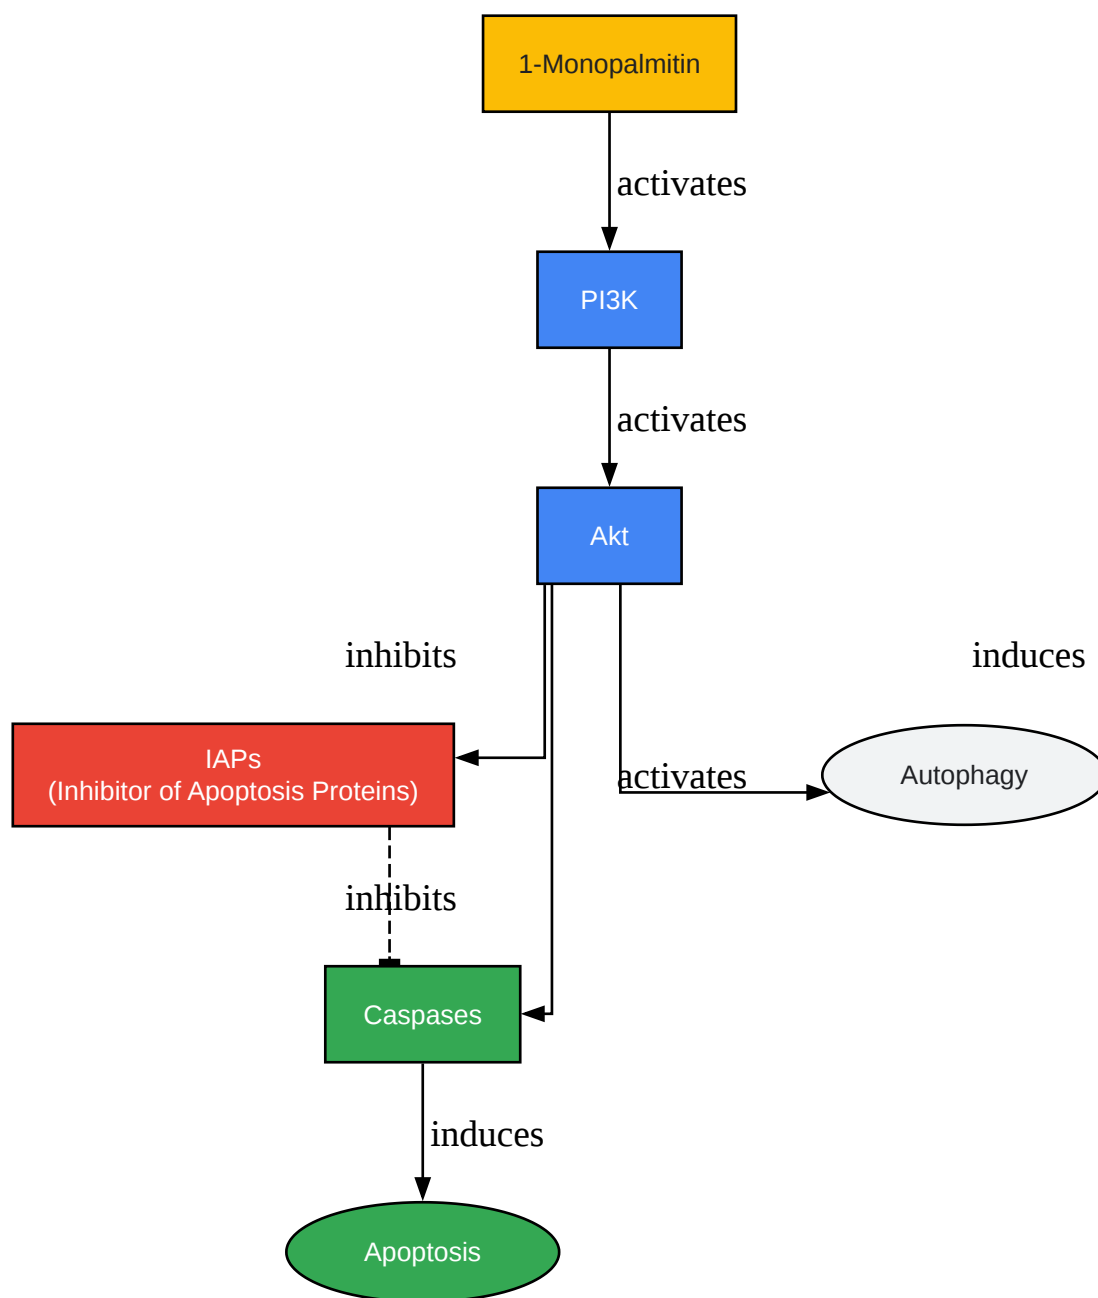 1-Monopalmitin
activates
PI3K
activates
Akt
inhibits
induces
IAPs
(Inhibitor of Apoptosis Proteins)
activates
Autophagy
inhibits
Caspases
induces
Apoptosis